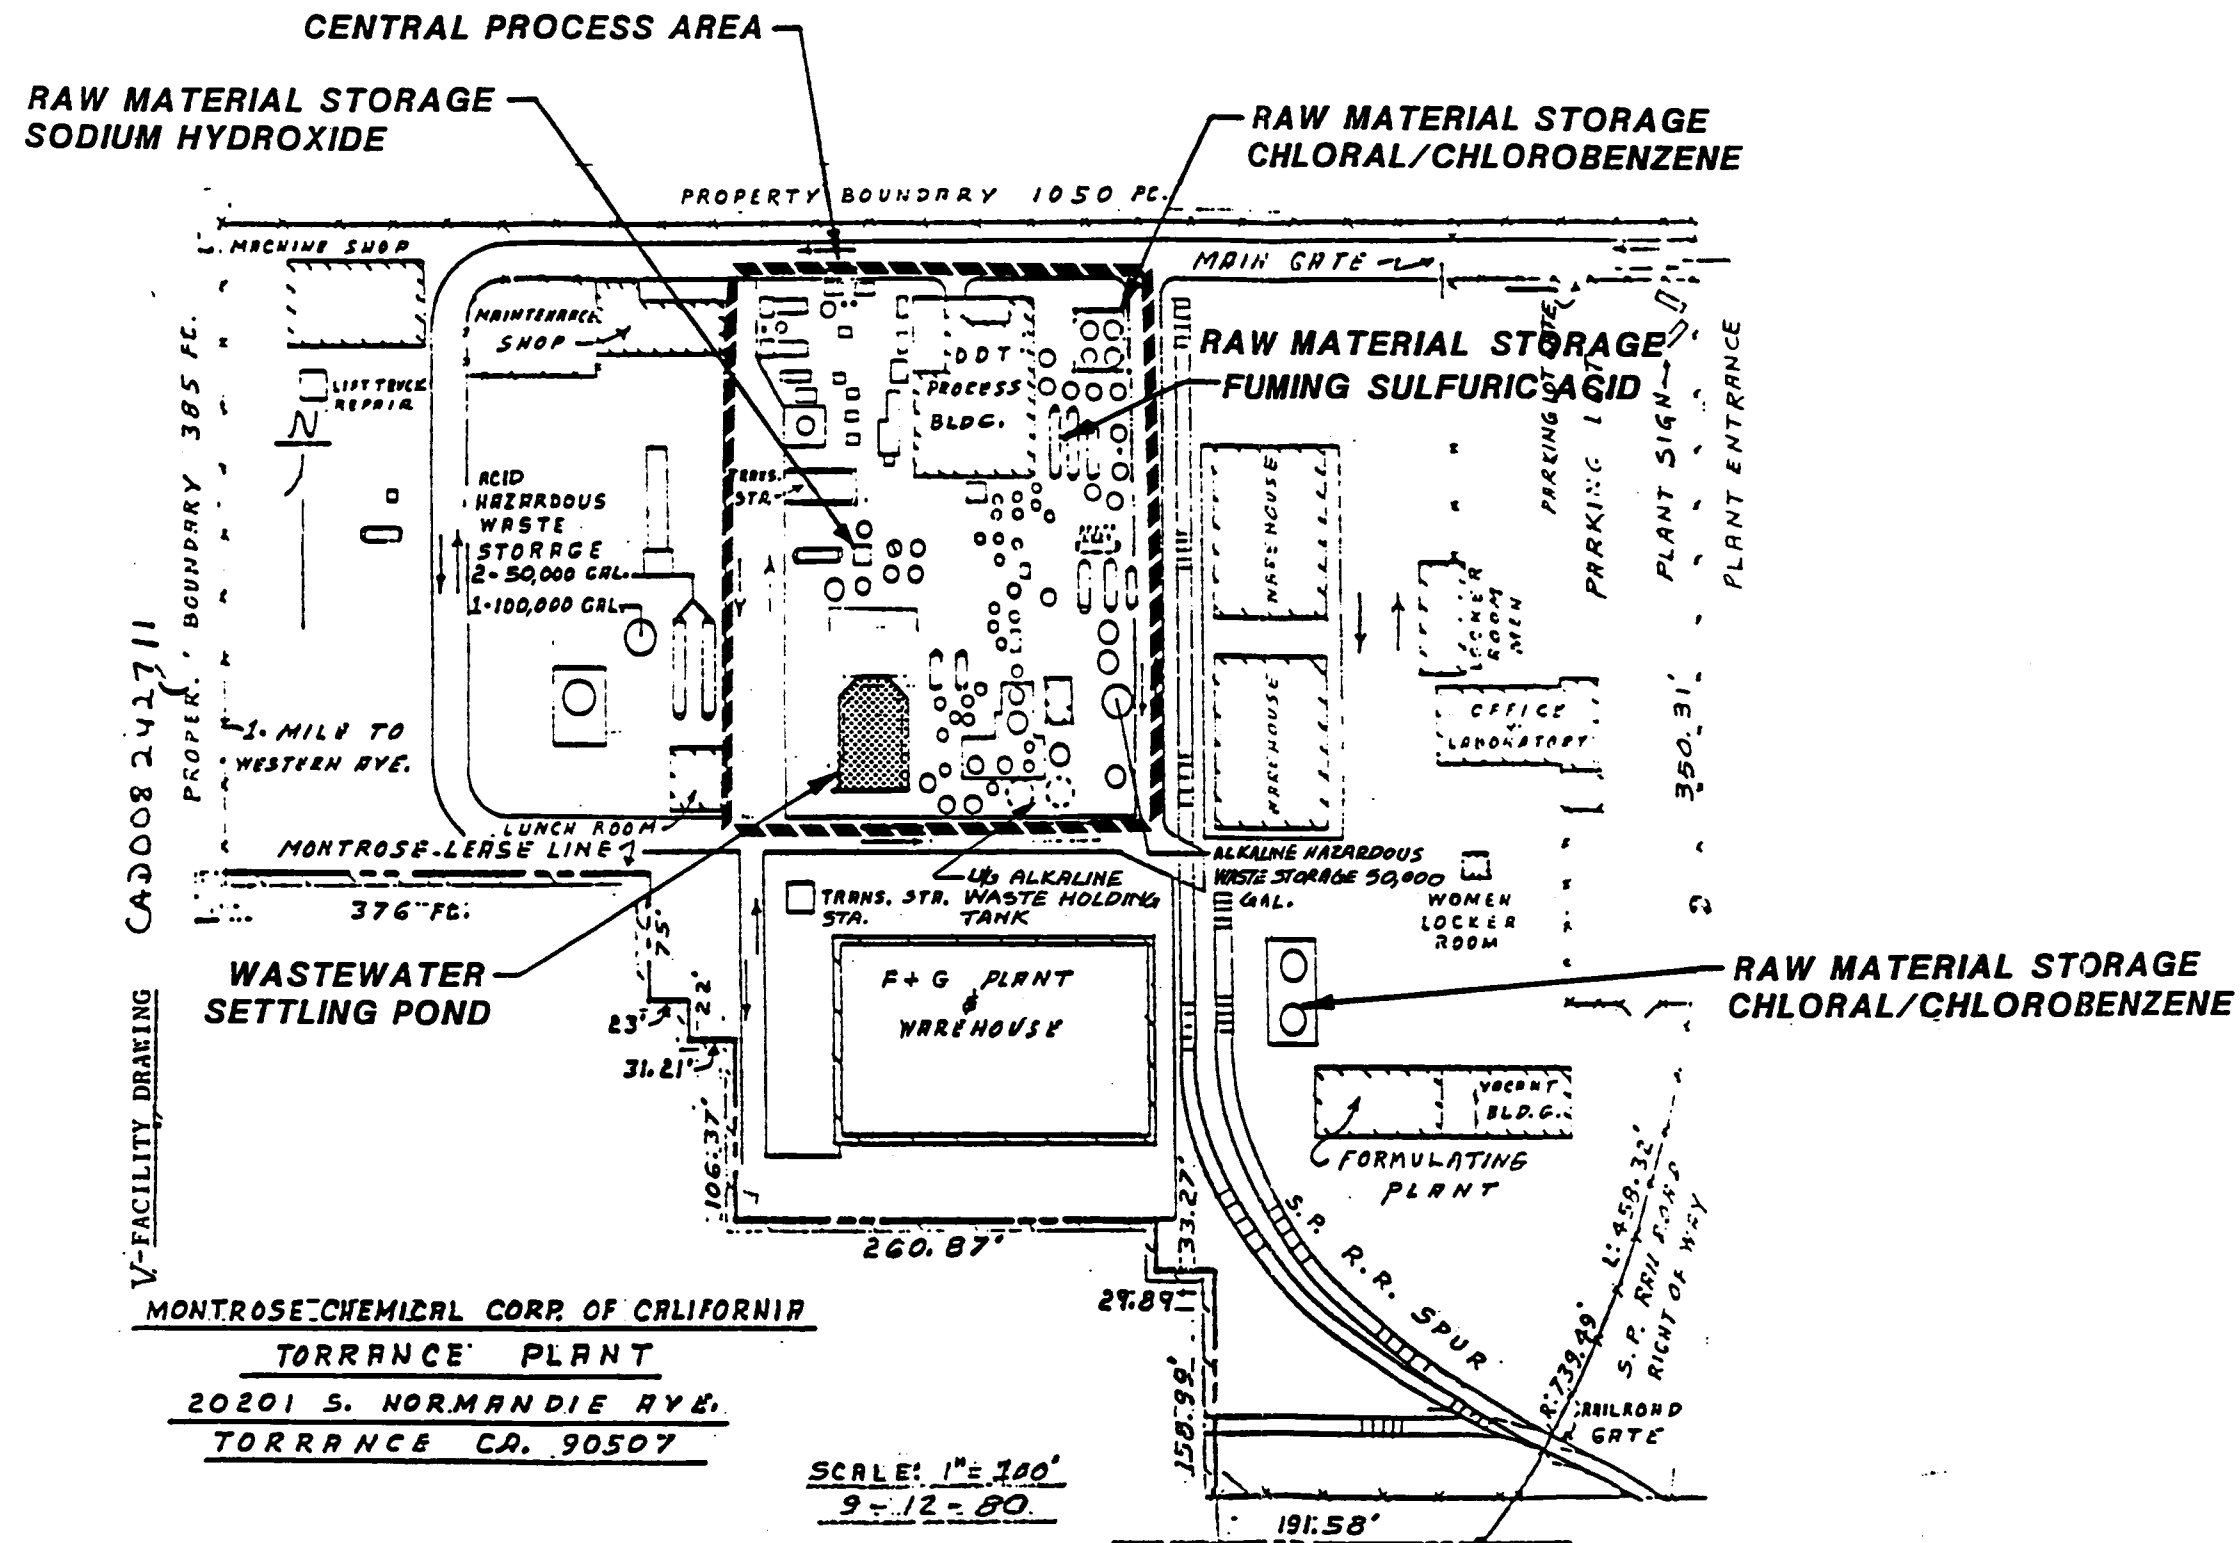 CENTRAL PROCESS AREA
RAW MATERIAL STORAGE
SODIUM HYDROXIDE
RAW MATERIAL STORAGE
CHLORAL/CHLOROBENZENE
PROPERTY BOUNDARY 1050 FT.
MACHINE SHOP
MAIN GATE
MAINTENANCE
SHOP
RAW MATERIAL STORAGE
FUMING SULFURIC ACID
DDT
PROCESS
BLDG.
LIFT TRUCK
REPAIR
N
PROPER. BOUNDARY 385 FT.
PARKING LOT GATE
PARKING LOT
PLANT SIGN
PLANT ENTRANCE
ACID
HAZARDOUS
WASTE
STORAGE
2-50,000 GAL.
1-100,000 GAL.
TRANS.
STA.
WAREHOUSE
WAREHOUSE
LOCKER
ROOM
MEN
OFFICE
LABORATORY
350.31'
1. MILE TO
WESTERN AVE.
LUNCH ROOM
MONTROSE-LEASE LINE
376 FT.
75'
22'
23'
31.21'
106.37'
TRANS. STA.
STA.
U/G ALKALINE
WASTE HOLDING
TANK
ALKALINE HAZARDOUS
WASTE STORAGE 50,000
GAL.
WOMEN
LOCKER
ROOM
WASTEWATER
SETTLING POND
F+G PLANT
&
WAREHOUSE
RAW MATERIAL STORAGE
CHLORAL/CHLOROBENZENE
VACANT
BLD.G.
FORMULATING
PLANT
260.87'
33.27'
29.89
158.99'
S. P. R.R. SPUR
L: 458.32'
R: 739.49'
S. P. RAIL ROAD
RIGHT OF WAY
RAILROAD
GATE
191.58'
CAD008242711
V-FACILITY DRAWING
MONTROSE-CHEMICAL CORP. OF CALIFORNIA
TORRANCE PLANT
20201 S. NORMANDIE AVE.
TORRANCE CA. 90507
SCALE: 1"= 100'
9-12-80